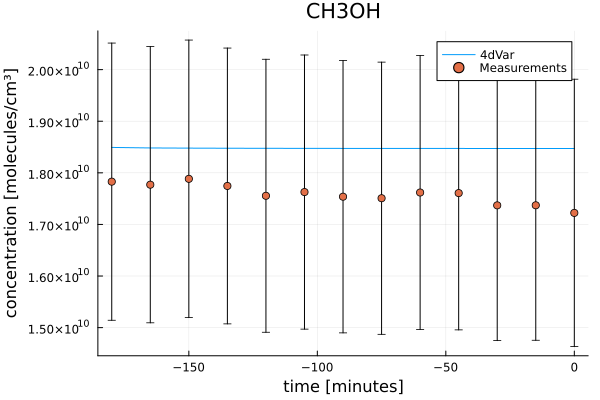 CH3OH
4dVar
Measurements
concentration [molecules/cm³]
2.00×10¹⁰
1.90×10¹⁰
1.80×10¹⁰
1.70×10¹⁰
1.60×10¹⁰
1.50×10¹⁰
−150 −100 −50 0
time [minutes]